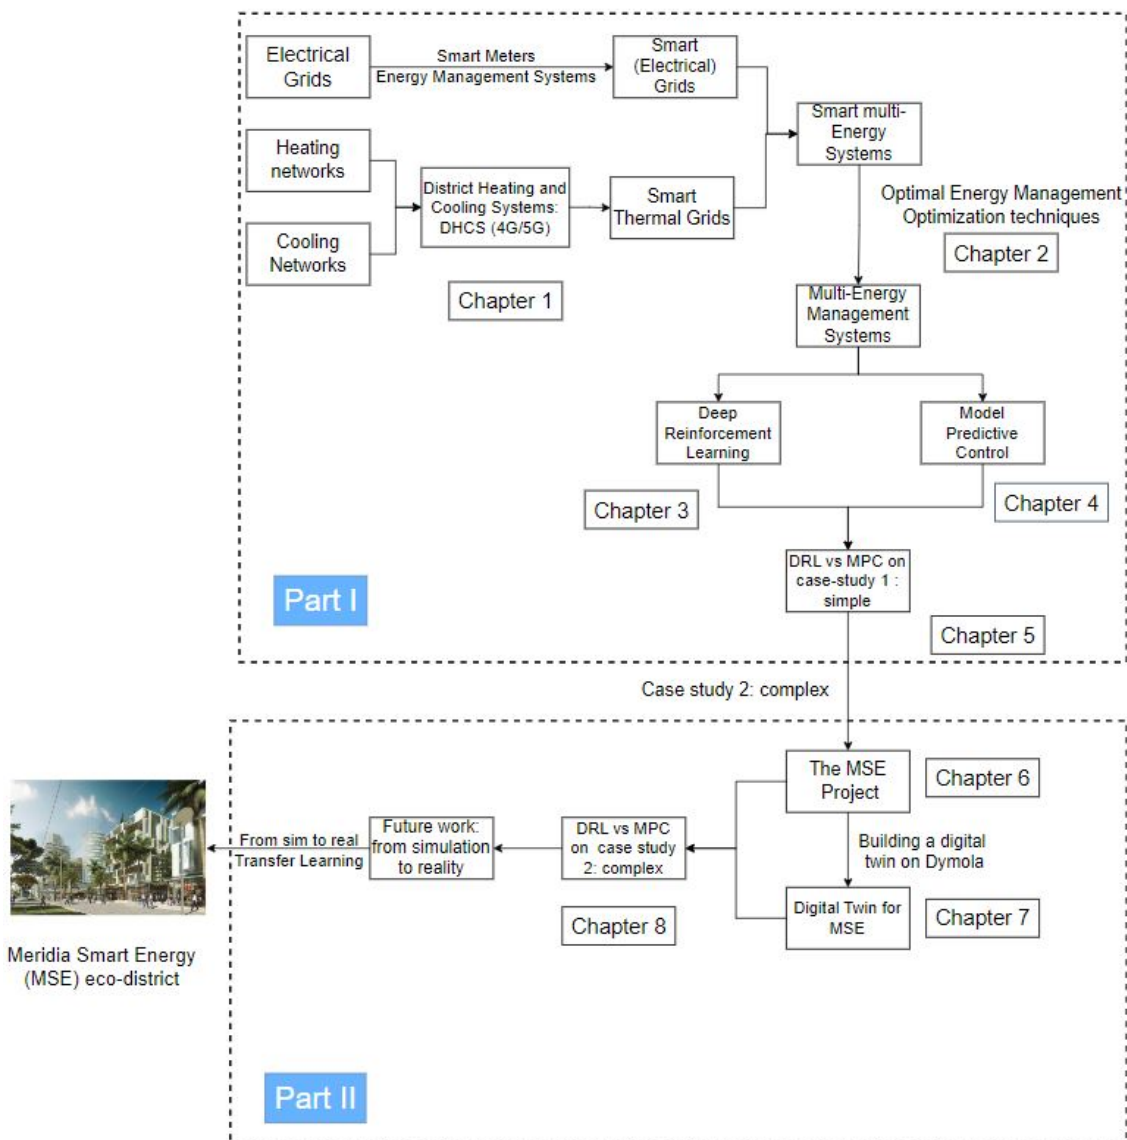 Electrical
Grids
Smart Meters
Energy Management Systems
Smart
(Electrical)
Grids
Smart multi-
Energy
Systems
Heating
networks
Cooling
Networks
District Heating and
Cooling Systems:
DHCS (4G/5G)
Smart
Thermal Grids
Chapter 1
Optimal Energy Management
Optimization techniques
Chapter 2
Multi-Energy
Management
Systems
Deep
Reinforcement
Learning
Model
Predictive
Control
Chapter 3
Chapter 4
DRL vs MPC on
case-study 1 :
simple
Chapter 5
Part I
Case study 2: complex
The MSE
Project
Chapter 6
Building a digital
twin on Dymola
Digital Twin for
MSE
Chapter 7
DRL vs MPC
on case study
2: complex
Chapter 8
Future work:
from simulation
to reality
From sim to real
Transfer Learning
Meridia Smart Energy
(MSE) eco-district
Part II